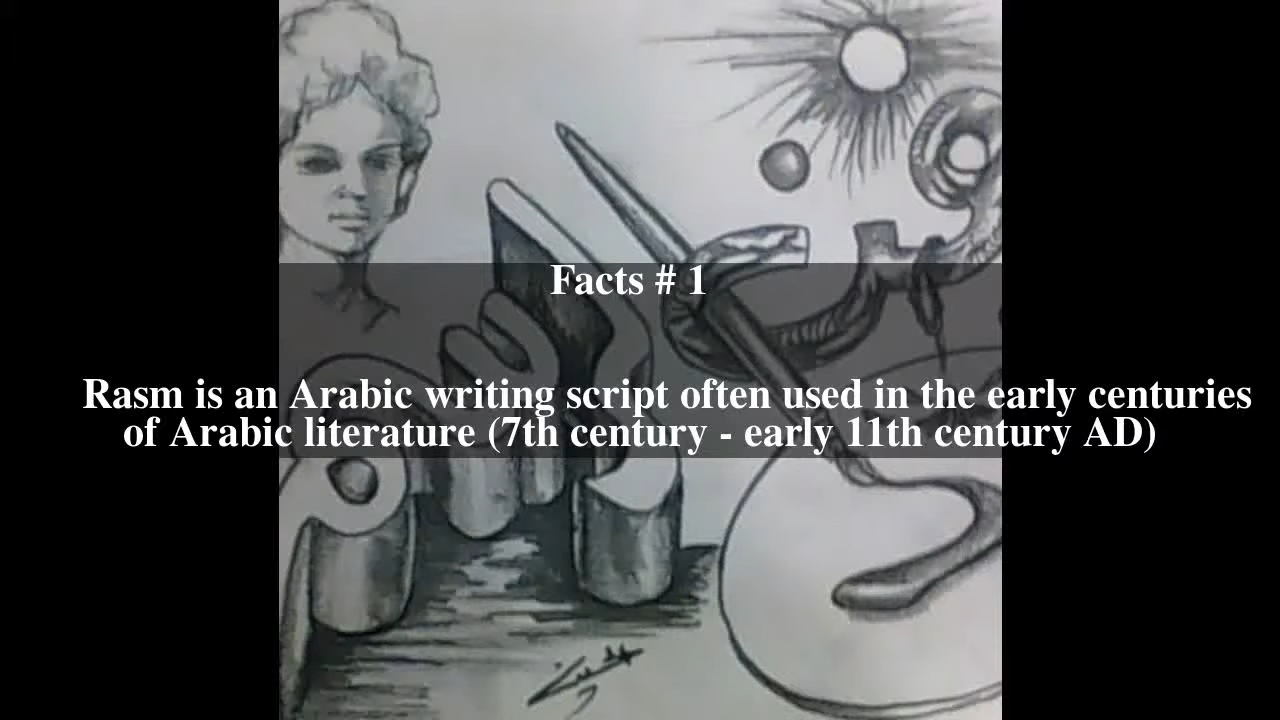 Facts # 1
Rasm is an Arabic writing script often used in the early centuries
of Arabic literature (7th century - early 11th century AD)